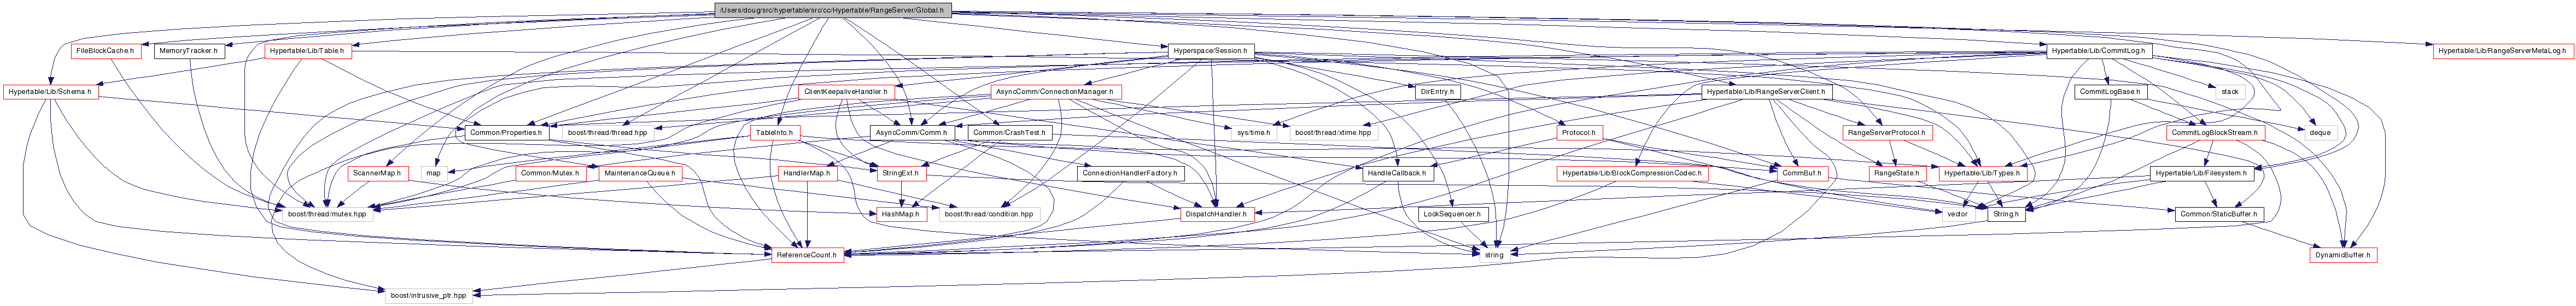 /Users/doug/src/hypertable/src/cc/Hypertable/RangeServer/Global.h
FileBlockCache.h
MemoryTracker.h
Hypertable/Lib/Table.h
Hyperspace/Session.h
Hypertable/Lib/CommitLog.h
Hypertable/Lib/RangeServerMetaLog.h
Hypertable/Lib/Schema.h
ClientKeepaliveHandler.h
AsyncComm/ConnectionManager.h
DirEntry.h
Hypertable/Lib/RangeServerClient.h
CommitLogBase.h
stack
Common/Properties.h
boost/thread/thread.hpp
TableInfo.h
AsyncComm/Comm.h
Common/CrashTest.h
sys/time.h
boost/thread/xtime.hpp
Protocol.h
RangeServerProtocol.h
CommitLogBlockStream.h
deque
ScannerMap.h
map
Common/Mutex.h
MaintenanceQueue.h
HandlerMap.h
StringExt.h
ConnectionHandlerFactory.h
HandleCallback.h
Hypertable/Lib/BlockCompressionCodec.h
CommBuf.h
RangeState.h
Hypertable/Lib/Types.h
Hypertable/Lib/Filesystem.h
boost/thread/mutex.hpp
HashMap.h
boost/thread/condition.hpp
DispatchHandler.h
LockSequencer.h
vector
String.h
Common/StaticBuffer.h
ReferenceCount.h
string
DynamicBuffer.h
boost/intrusive_ptr.hpp